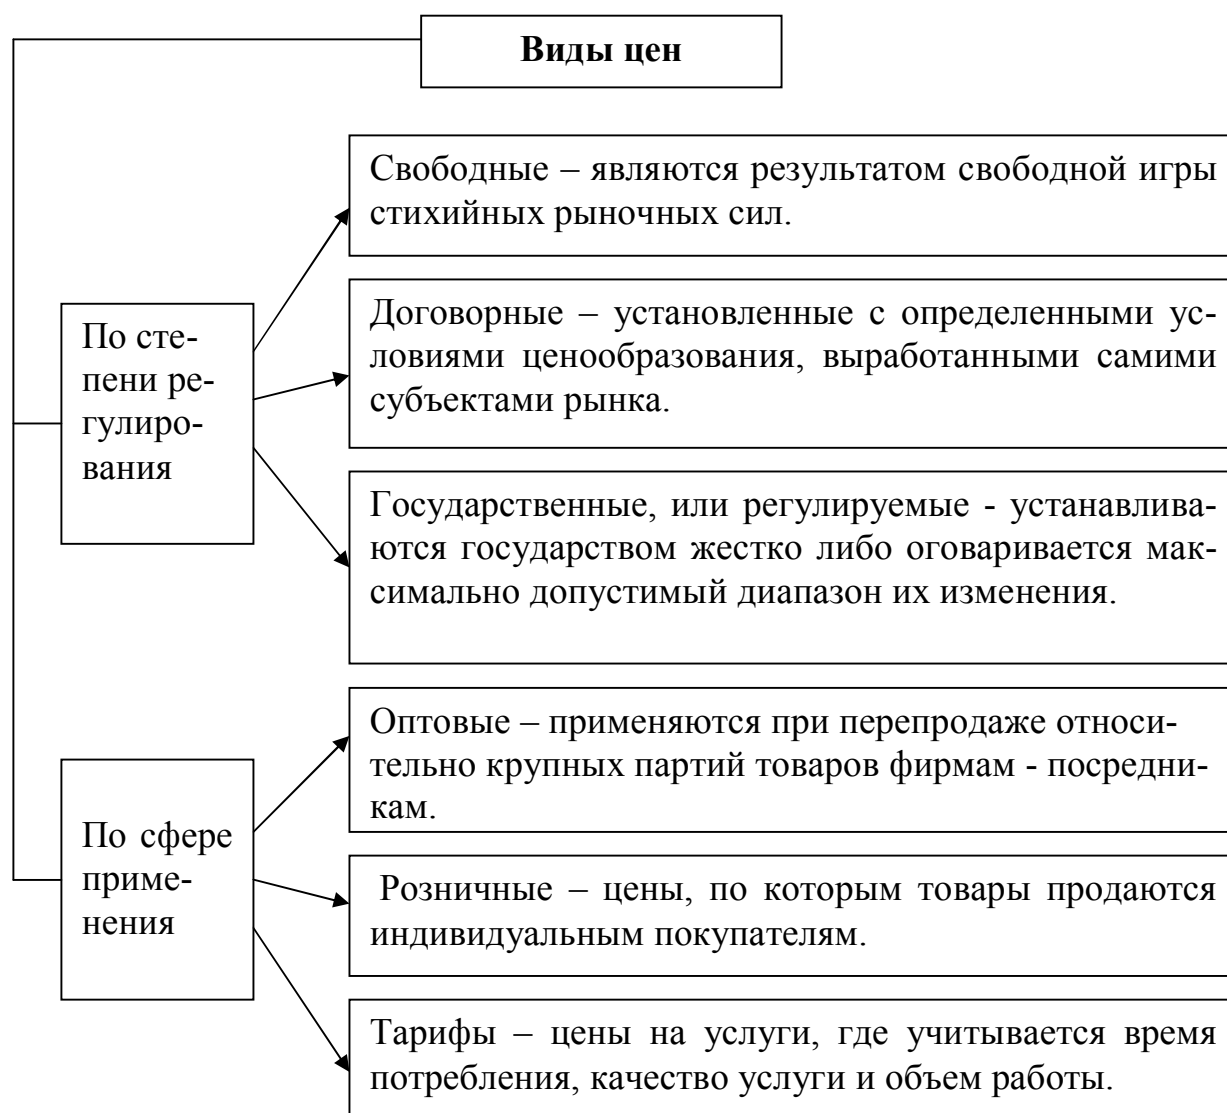 Виды цен
Свободные – являются результатом свободной игры
стихийных рыночных сил.
По сте-
пени ре-
гулиро-
вания
Договорные – установленные с определенными ус-
ловиями ценообразования, выработанными самими
субъектами рынка.
Государственные, или регулируемые - устанавлива-
ются государством жестко либо оговаривается мак-
симально допустимый диапазон их изменения.
Оптовые – применяются при перепродаже относи-
тельно крупных партий товаров фирмам - посредни-
кам.
По сфере
приме-
нения
Розничные – цены, по которым товары продаются
индивидуальным покупателям.
Тарифы – цены на услуги, где учитывается время
потребления, качество услуги и объем работы.